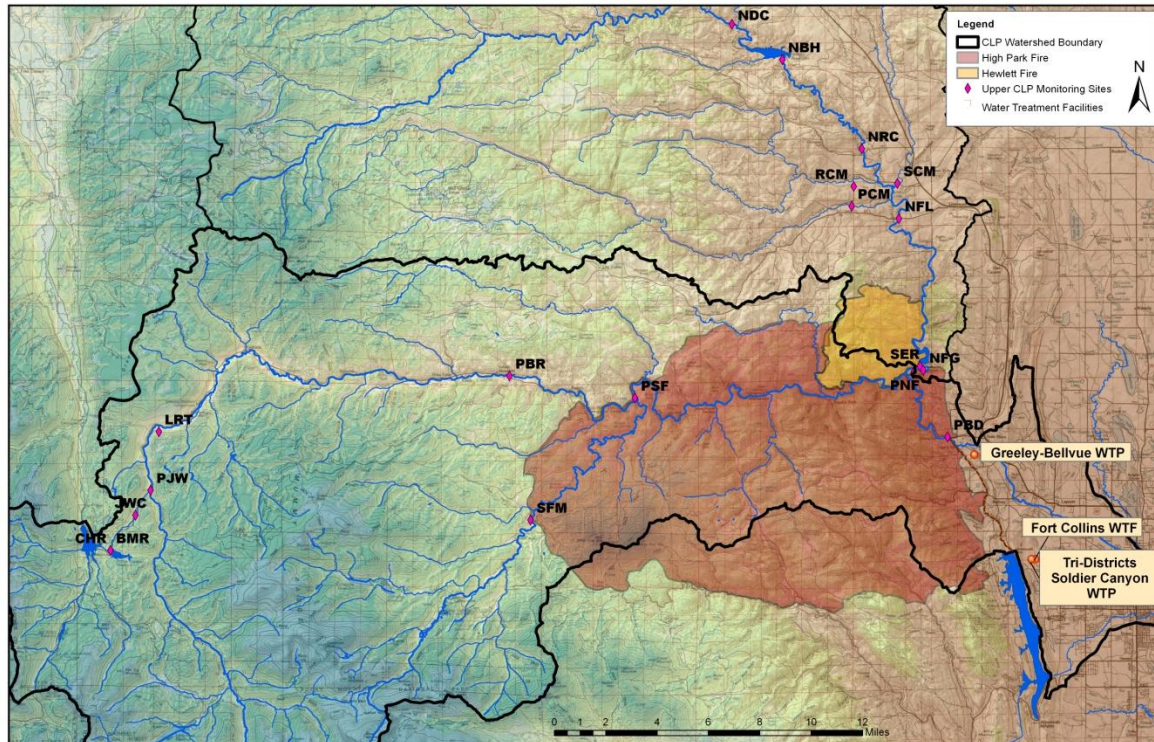 Legend
CLP Watershed Boundary
High Park Fire
Hewlett Fire
Upper CLP Monitoring Sites
Water Treatment Facilities
N
NDC
NBH
NRC
RCM
SCM
PCM
NFL
SER
NFG
PBR
PSF
PNF
LRT
PBD
Greeley-Bellvue WTP
PJW
JWC
SFM
CHR
BMR
Fort Collins WTF
Tri-Districts
Soldier Canyon
WTP
0 2 4 6 8 10 12
Miles